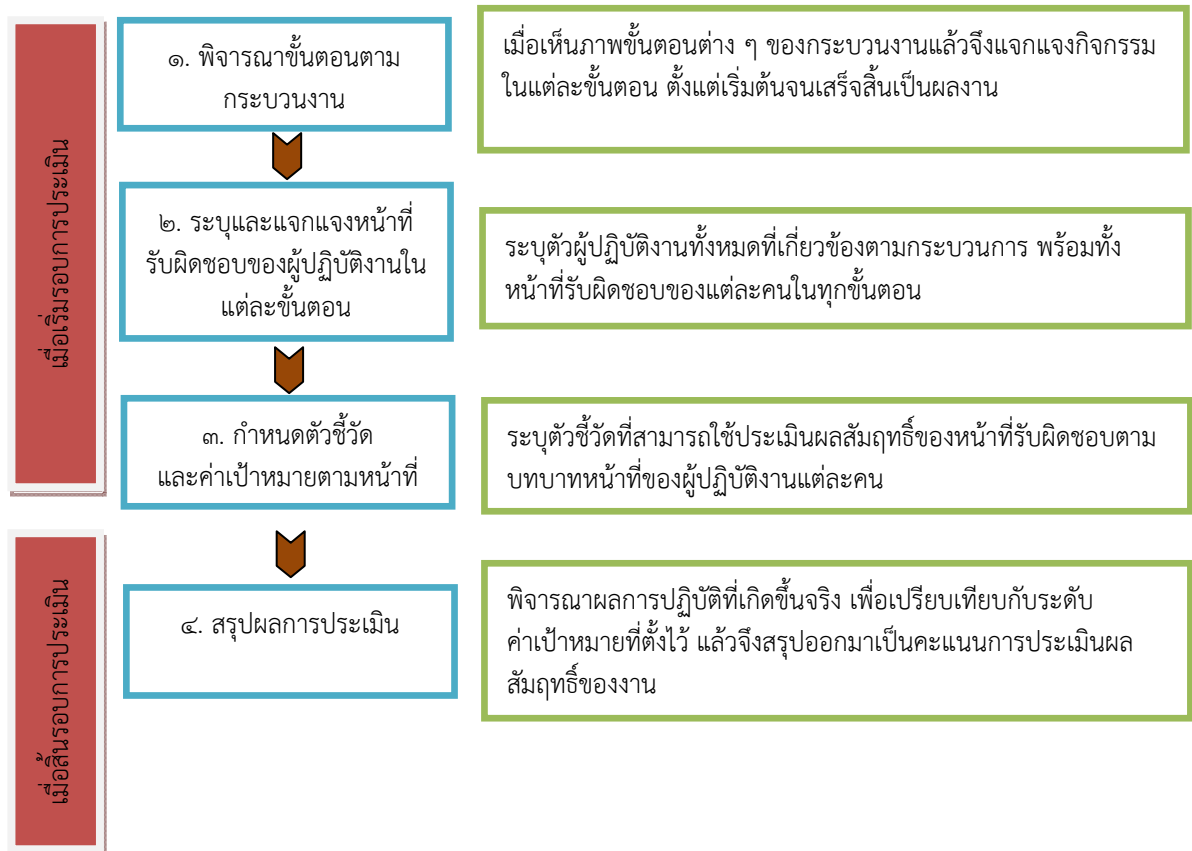 เมื่อเริ่มรอบการประเมิน
๑. พิจารณาขั้นตอนตาม
กระบวนงาน
เมื่อเห็นภาพขั้นตอนต่าง ๆ ของกระบวนงานแล้วจึงแจกแจงกิจกรรม
ในแต่ละขั้นตอน ตั้งแต่เริ่มต้นจนเสร็จสิ้นเป็นผลงาน
๒. ระบุและแจกแจงหน้าที่
รับผิดชอบของผู้ปฏิบัติงานใน
แต่ละขั้นตอน
ระบุตัวผู้ปฏิบัติงานทั้งหมดที่เกี่ยวข้องตามกระบวนการ พร้อมทั้ง
หน้าที่รับผิดชอบของแต่ละคนในทุกขั้นตอน
๓. กำหนดตัวชี้วัด
และค่าเป้าหมายตามหน้าที่
ระบุตัวชี้วัดที่สามารถใช้ประเมินผลสัมฤทธิ์ของหน้าที่รับผิดชอบตาม
บทบาทหน้าที่ของผู้ปฏิบัติงานแต่ละคน
เมื่อสิ้นรอบการประเมิน
๔. สรุปผลการประเมิน
พิจารณาผลการปฏิบัติที่เกิดขึ้นจริง เพื่อเปรียบเทียบกับระดับ
ค่าเป้าหมายที่ตั้งไว้ แล้วจึงสรุปออกมาเป็นคะแนนการประเมินผล
สัมฤทธิ์ของงาน